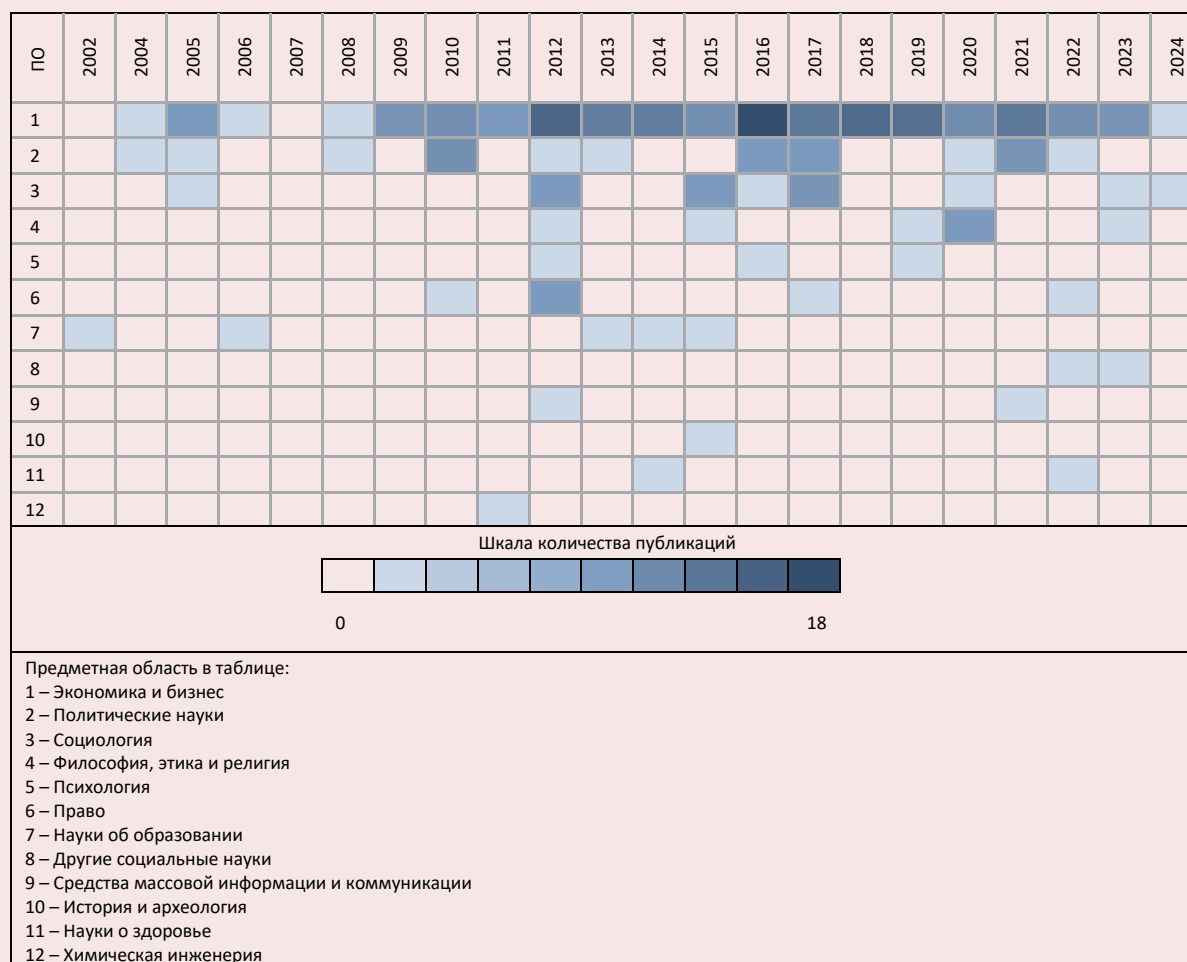 ПО 2002 2004 2005 2006 2007 2008 2009 2010 2011 2012 2013 2014 2015 2016 2017 2018 2019 2020 2021 2022 2023 2024
1
2
3
4
5
6
7
8
9
10
11
12
Шкала количества публикаций
0 18
Предметная область в таблице:
1 – Экономика и бизнес
2 – Политические науки
3 – Социология
4 – Философия, этика и религия
5 – Психология
6 – Право
7 – Науки об образовании
8 – Другие социальные науки
9 – Средства массовой информации и коммуникации
10 – История и археология
11 – Науки о здоровье
12 – Химическая инженерия